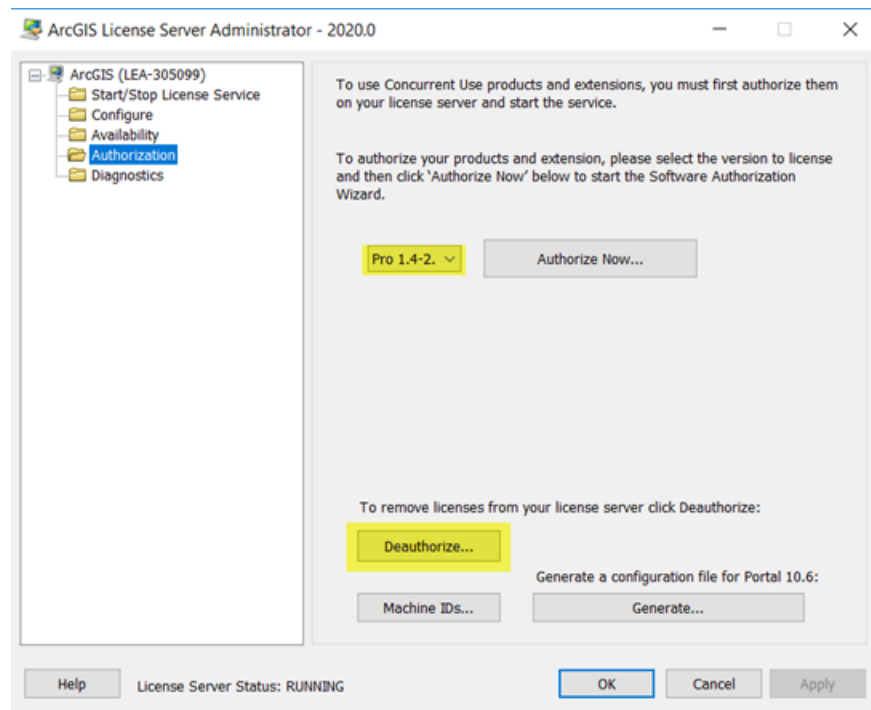 ArcGIS License Server Administrator - 2020.0
ArcGIS (LEA-305099)
Start/Stop License Service
Configure
Availability
Authorization
Diagnostics
To use Concurrent Use products and extensions, you must first authorize them
on your license server and start the service.
To authorize your products and extension, please select the version to license
and then click 'Authorize Now' below to start the Software Authorization
Wizard.
Pro 1.4-2.
Authorize Now...
To remove licenses from your license server click Deauthorize:
Deauthorize...
Generate a configuration file for Portal 10.6:
Machine IDs...
Generate...
Help
License Server Status: RUNNING
OK
Cancel
Apply